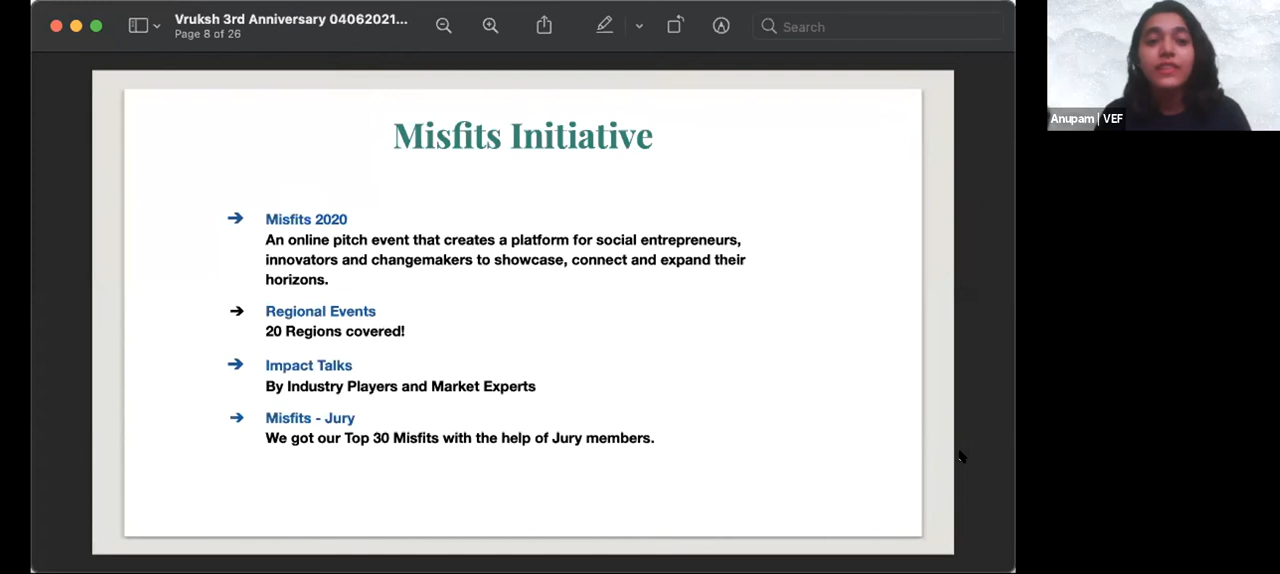 Vruksh 3rd Anniversary 04062021...
Page 8 of 26
Search
Anupam | VEF
Misfits Initiative
Misfits 2020
An online pitch event that creates a platform for social entrepreneurs,
innovators and changemakers to showcase, connect and expand their
horizons.
Regional Events
20 Regions covered!
Impact Talks
By Industry Players and Market Experts
Misfits - Jury
We got our Top 30 Misfits with the help of Jury members.